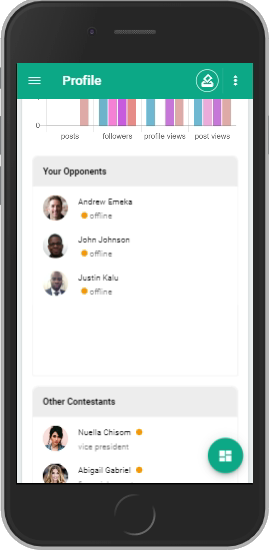 Profile
0
posts followers profile views post views
Your Opponents
Andrew Emeka
offline
John Johnson
offline
Justin Kalu
offline
Other Contestants
Nuella Chisom
vice president
Abigail Gabriel